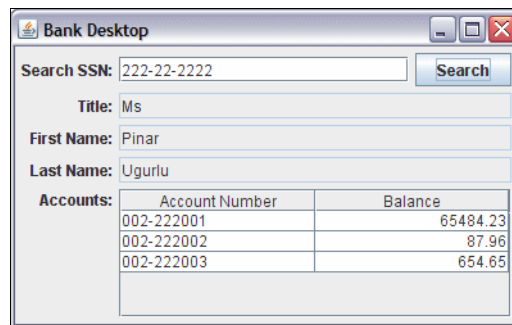 Bank Desktop
Search SSN: 222-22-2222 Search
Title: Ms
First Name: Pinar
Last Name: Ugurlu
Accounts: Account Number Balance
002-222001 65484.23
002-222002 87.96
002-222003 654.65